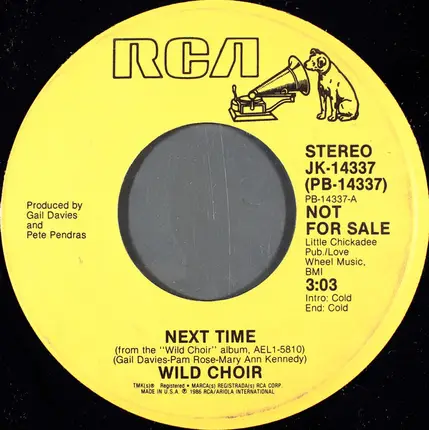 RCA
STEREO
JK-14337
(PB-14337)
PB-14337-A
NOT
FOR SALE
Little Chickadee
Pub./Love
Wheel Music,
BMI
3:03
Intro: Cold
End: Cold
Produced by
Gail Davies
and
Pete Pendras
NEXT TIME
(from the "Wild Choir" album, AEL1-5810)
(Gail Davies-Pam Rose-Mary Ann Kennedy)
WILD CHOIR
TMK(s)® Registered • MARCA(s) REGISTRADA(s) RCA CORP.
MADE IN U.S.A. ℗ 1986 RCA/ARIOLA INTERNATIONAL